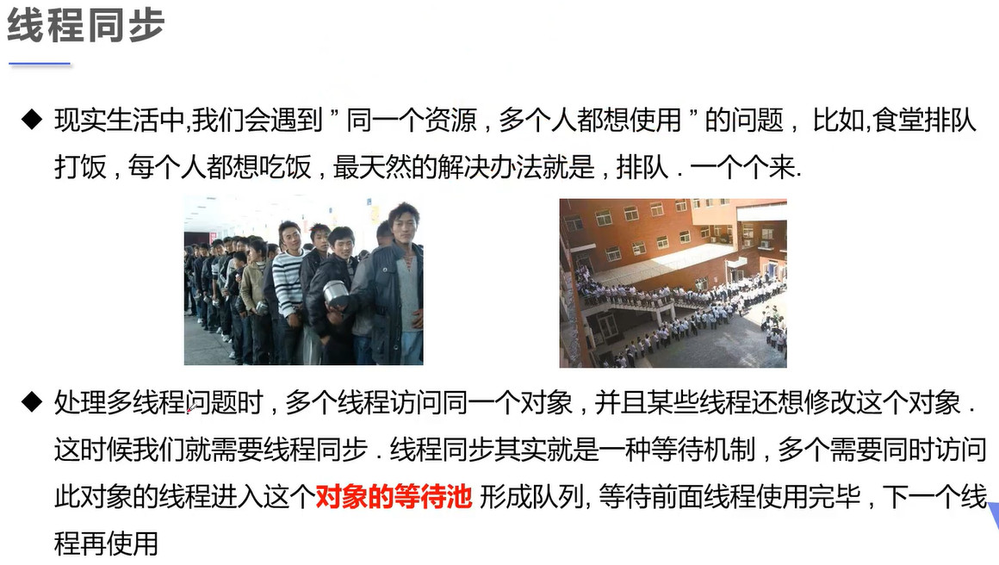 线程同步
◆ 现实生活中,我们会遇到 ” 同一个资源 , 多个人都想使用 ” 的问题 , 比如,食堂排队
打饭 , 每个人都想吃饭 , 最天然的解决办法就是 , 排队 . 一个个来.
◆ 处理多线程问题时 , 多个线程访问同一个对象 , 并且某些线程还想修改这个对象 .
这时候我们就需要线程同步 . 线程同步其实就是一种等待机制 , 多个需要同时访问
此对象的线程进入这个对象的等待池 形成队列, 等待前面线程使用完毕 , 下一个线
程再使用